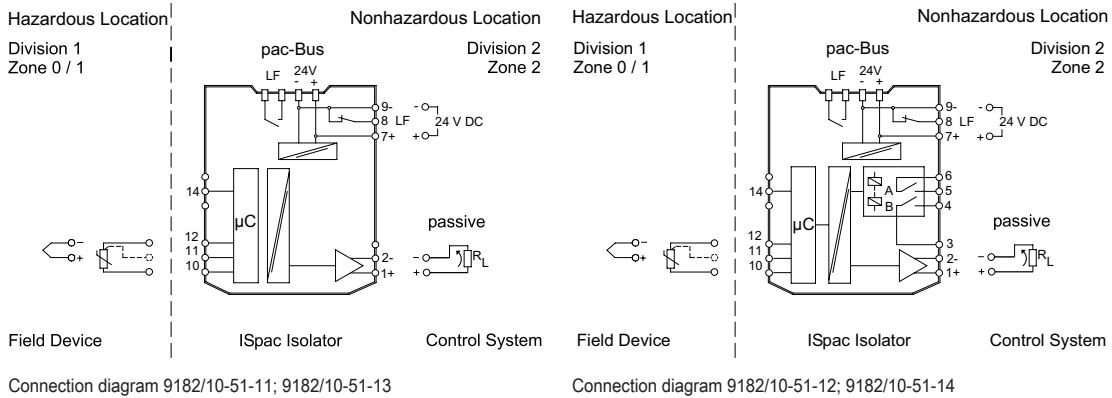 Hazardous Location
Nonhazardous Location
Division 1
Zone 0 / 1
pac-Bus
Division 2
Zone 2
LF
24V
- +
9-
8 LF
7+
-
24 V DC
+
14
µC
12
11
10
passive
- +
2-
1+
-
+
RL
Field Device
ISpac Isolator
Control System
Connection diagram 9182/10-51-11; 9182/10-51-13
Hazardous Location
Nonhazardous Location
Division 1
Zone 0 / 1
pac-Bus
Division 2
Zone 2
LF
24V
- +
9-
8 LF
7+
-
24 V DC
+
14
µC
A
B
6
5
4
12
11
10
passive
- +
3
2-
1+
-
+
RL
Field Device
ISpac Isolator
Control System
Connection diagram 9182/10-51-12; 9182/10-51-14